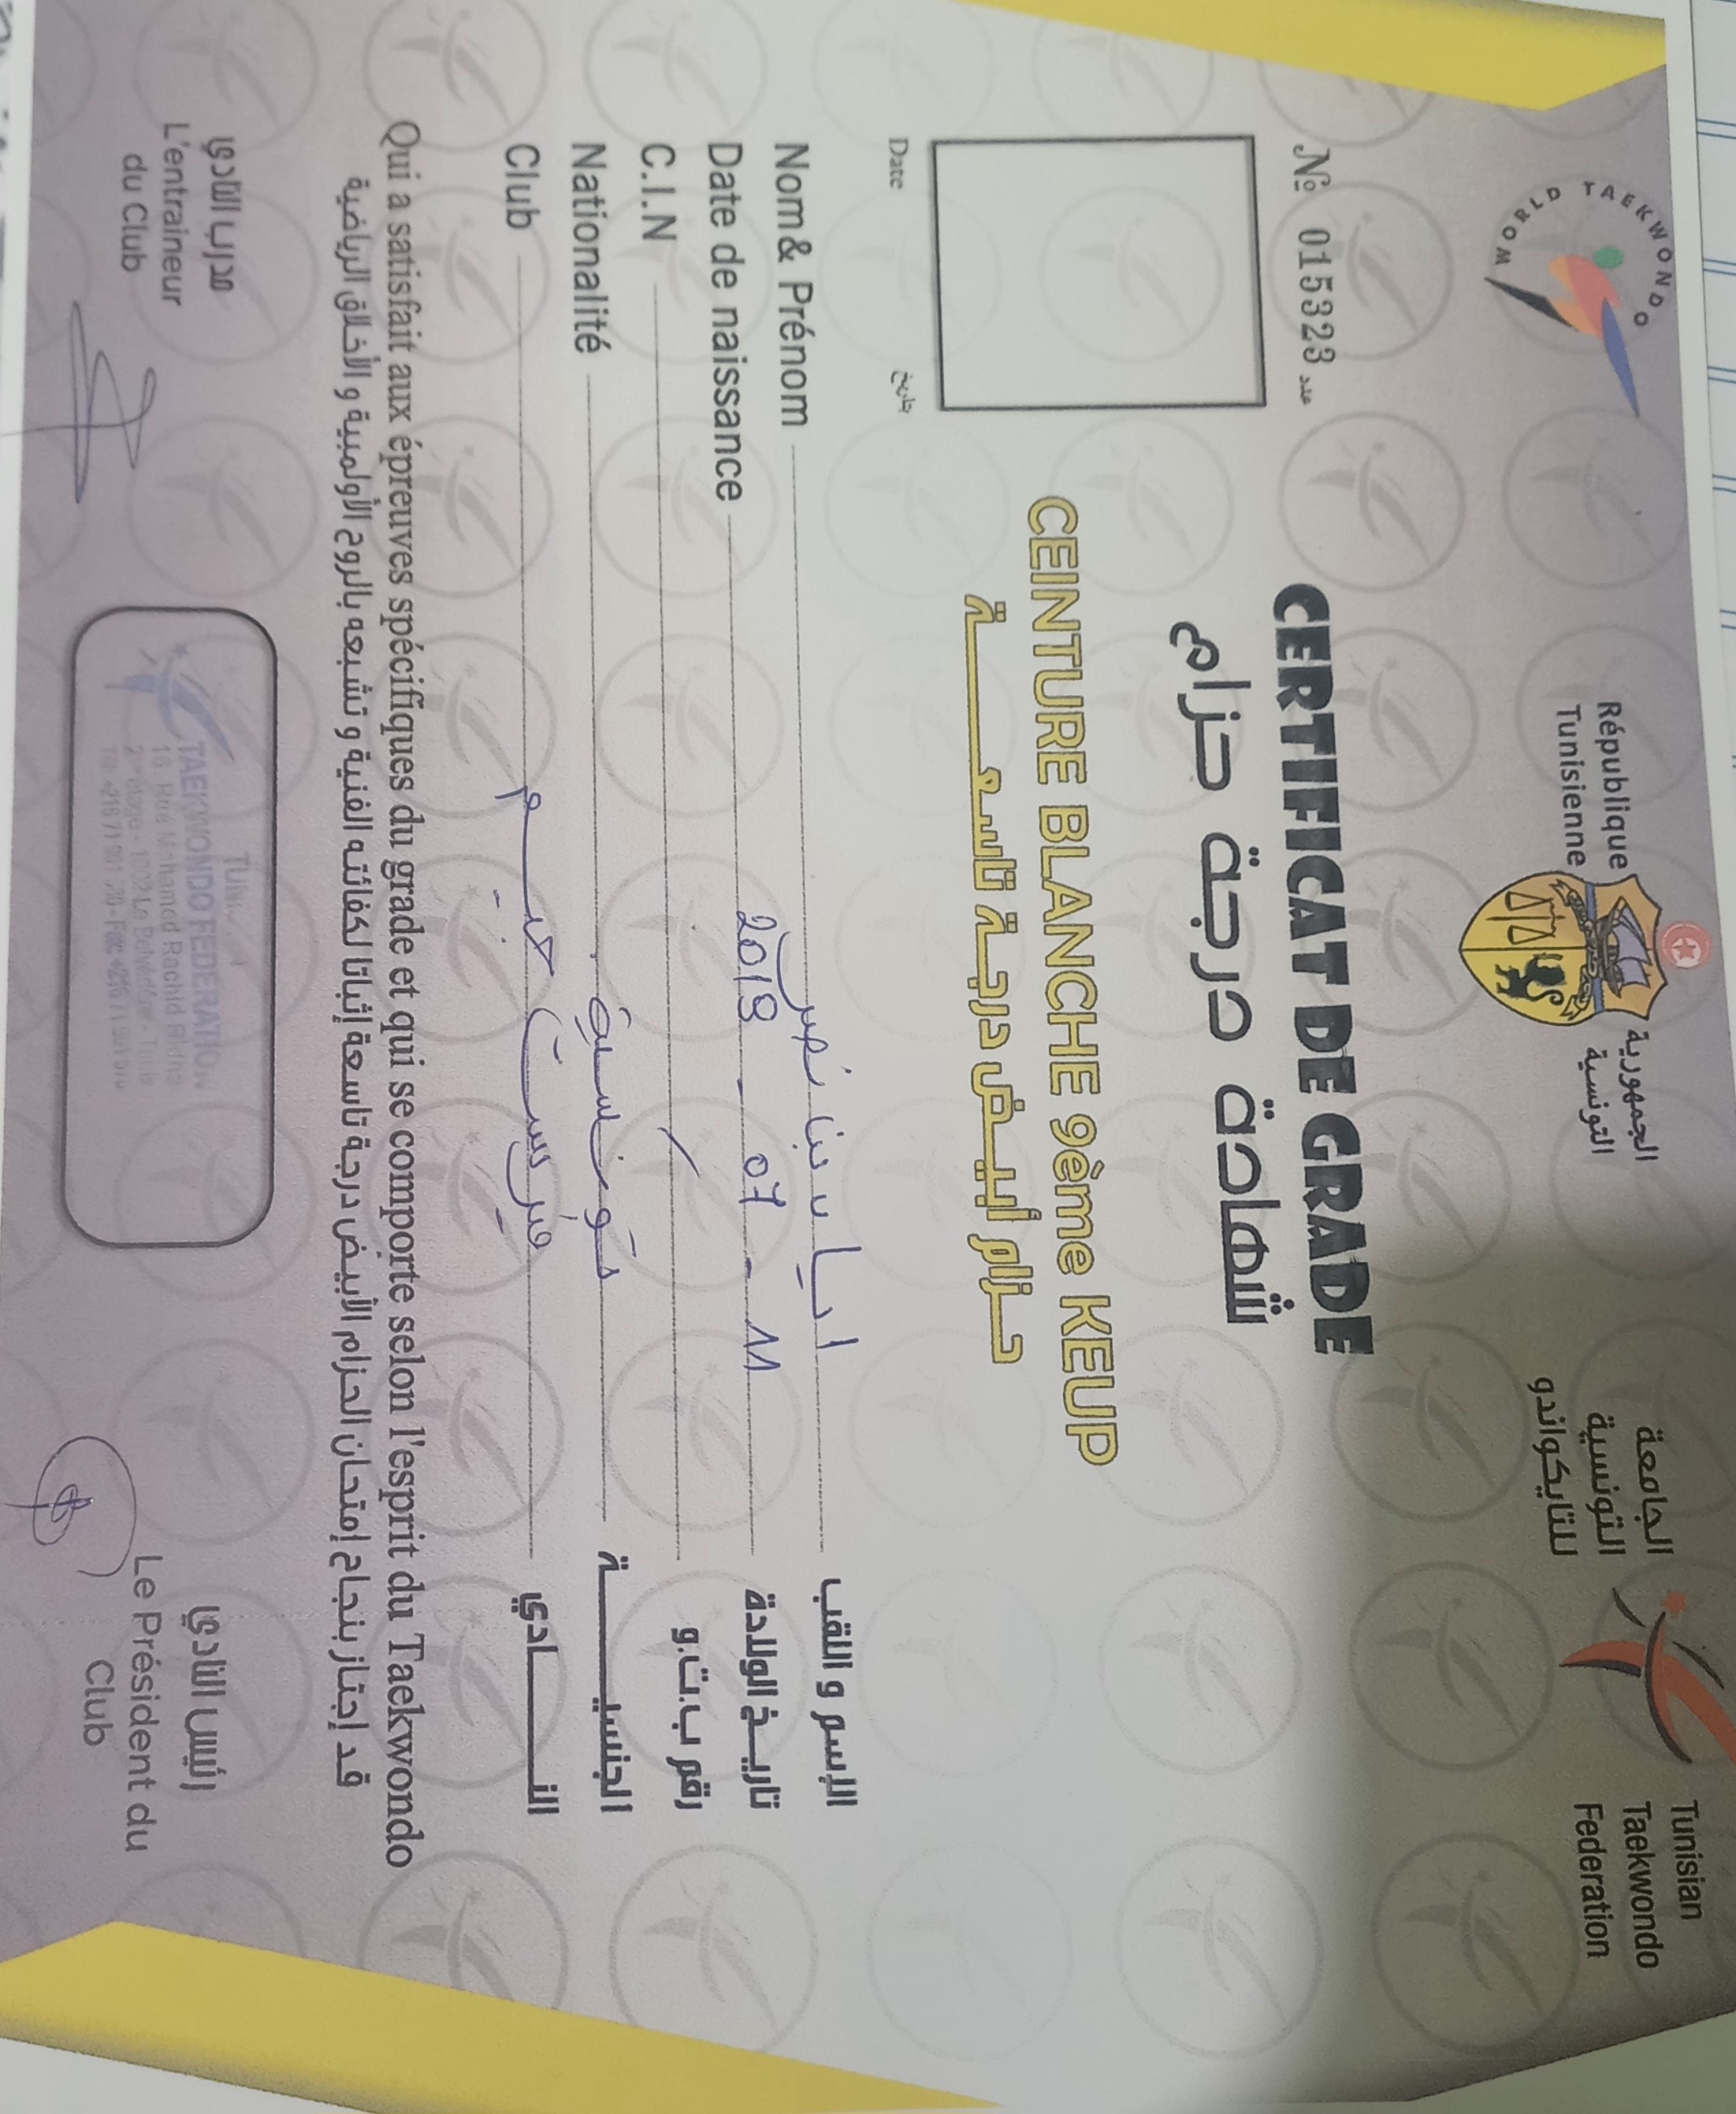 WORLD TAEKWONDO
République
Tunisienne
الجمهورية
التونسية
الجامعة
التونسية
للتايكواندو
Tunisian
Taekwondo
Federation
№ 015323 عدد
CERTIFICAT DE GRADE
شهادة درجة حزام
CEINTURE BLANCHE 9ème KEUP
حزام أبيض درجة تاسعة
Date تاريخ
Nom& Prénom نصر الإسم و القب
Date de naissance 2019 - 07 - 11 تاريخ الولادة
C.I.N / رقم ب.ت.و
Nationalité تونسية الجنسية
Club النادي
Qui a satisfait aux épreuves spécifiques du grade et qui se comporte selon l'esprit du Taekwondo
قد إجتاز بنجاح إمتحان الحزام الأبيض درجة تاسعة إثباتا لكفائته الفنية و تشبعه بالروح الأولمبية و الأخلاق الرياضية
مدرب النادي
L'entraineur
du Club
TAEKWONDO FEDERATION
رئيس النادي
Le Président du
Club